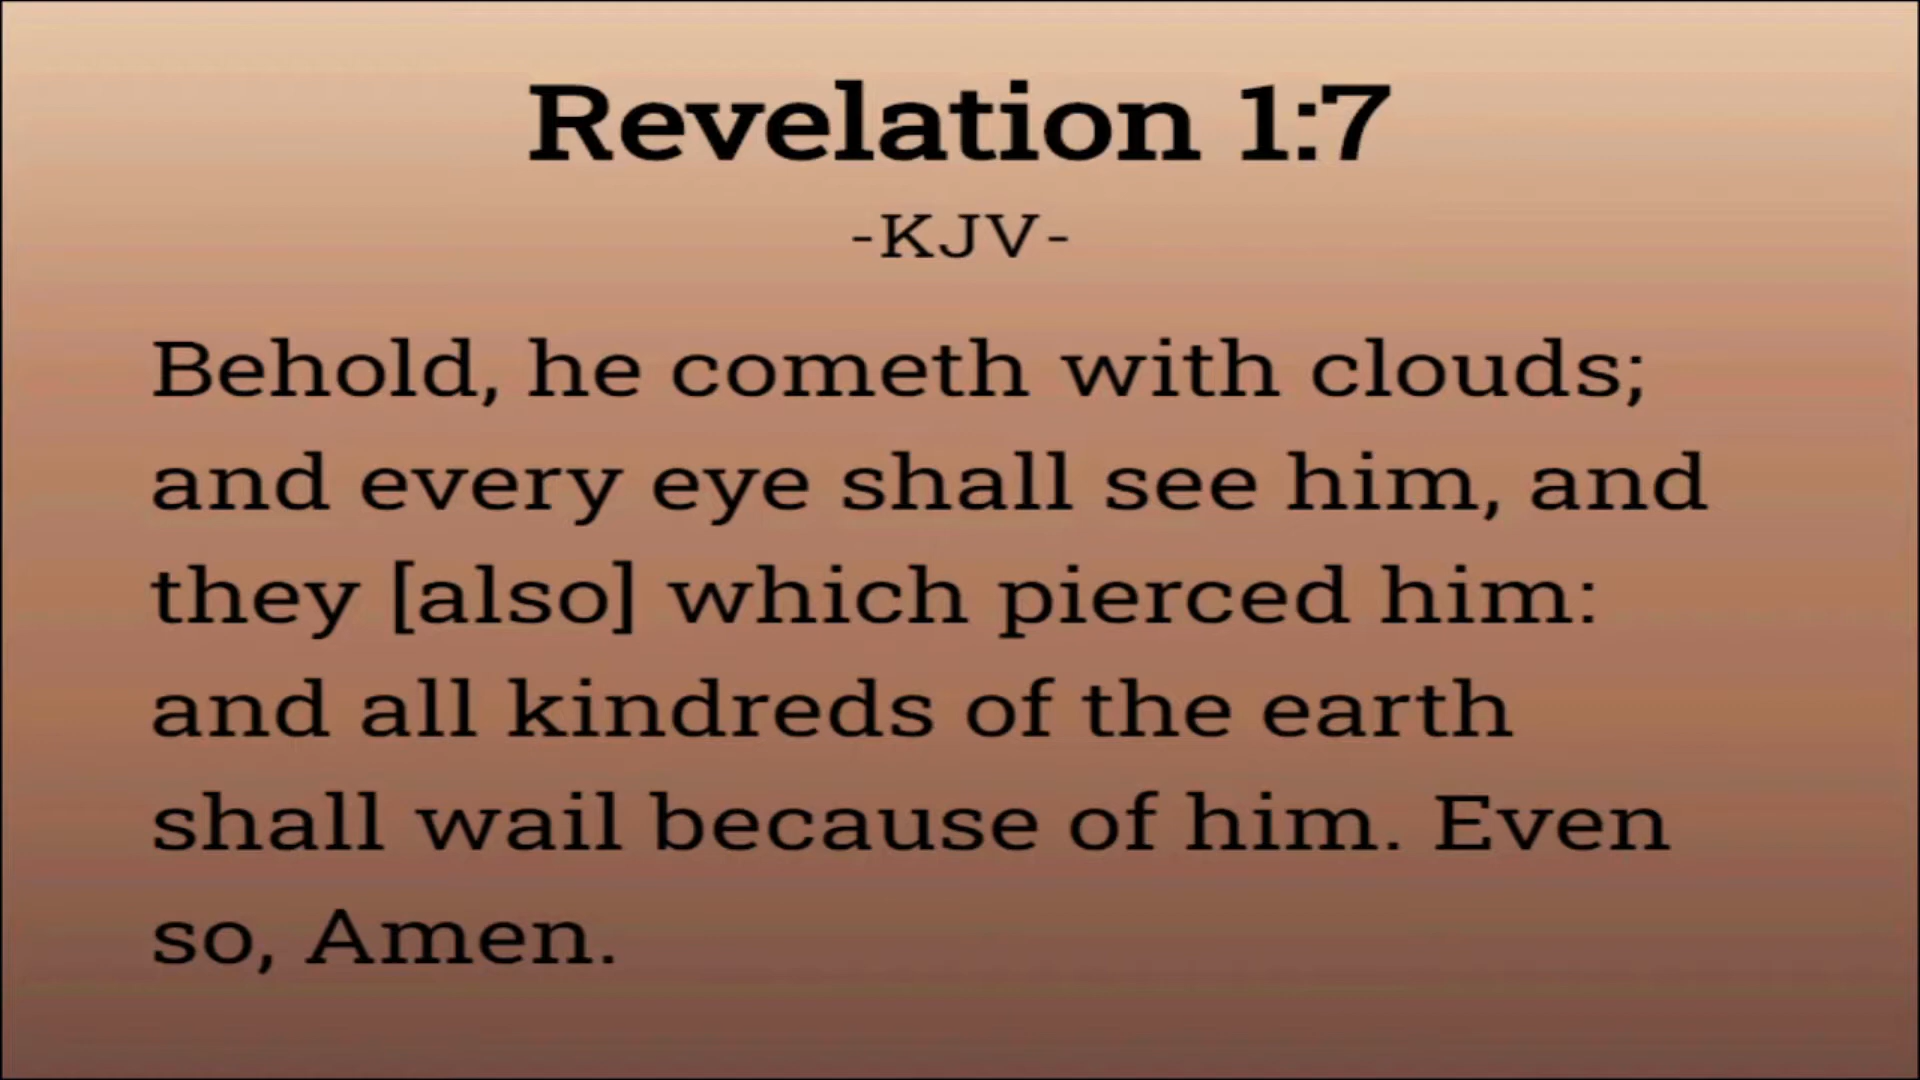 Revelation 1:7
-KJV-
Behold, he cometh with clouds;
and every eye shall see him, and
they [also] which pierced him:
and all kindreds of the earth
shall wail because of him. Even
so, Amen.